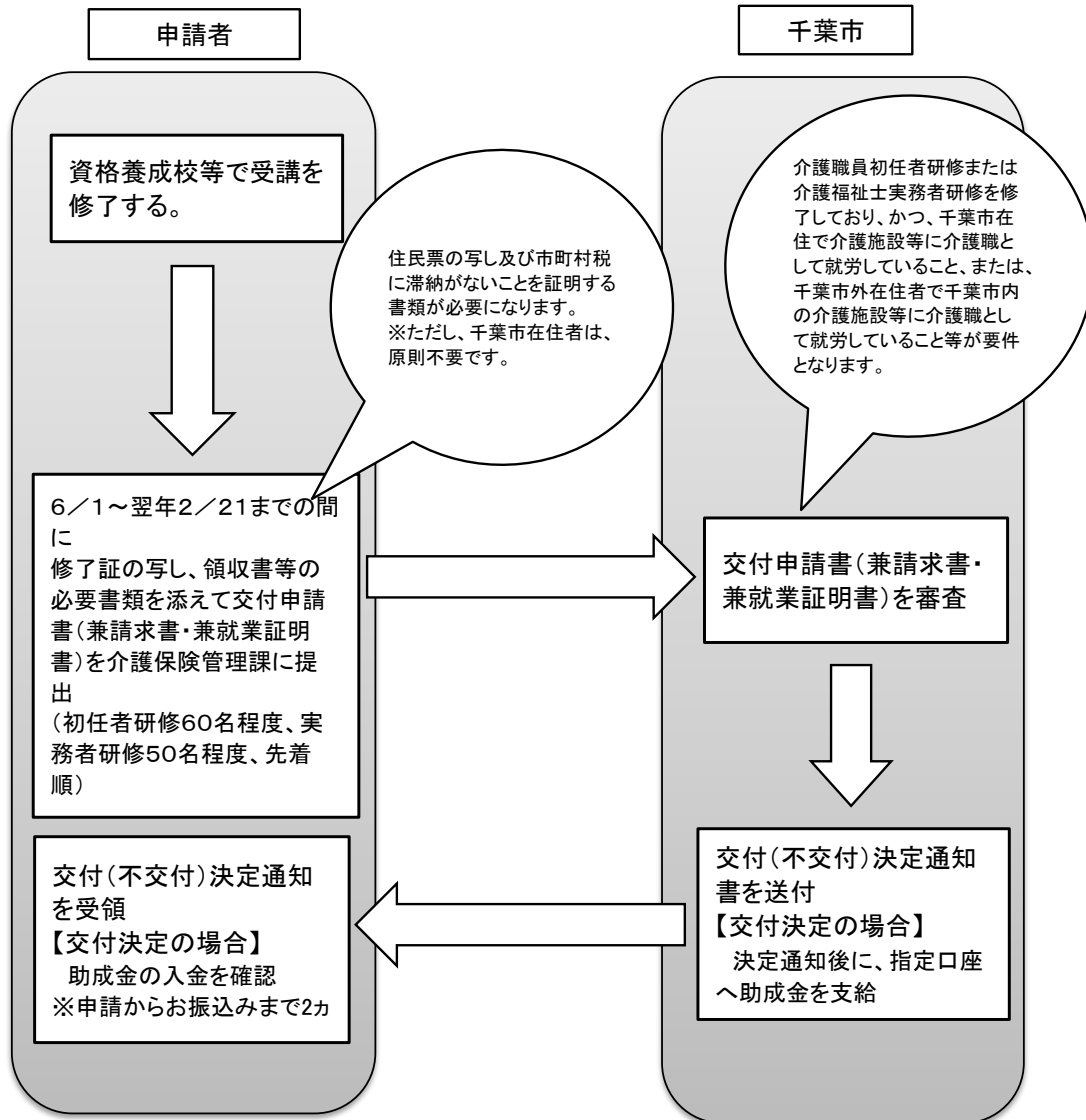 申請者
千葉市
資格養成校等で受講を
修了する。
住民票の写し及び市町村税
に滞納がないことを証明する
書類が必要になります。
※ただし、千葉市在住者は、
原則不要です。
介護職員初任者研修または
介護福祉士実務者研修を修
了しており、かつ、千葉市在
住で介護施設等に介護職と
して就労していること、または、
千葉市外在住者で千葉市内
の介護施設等に介護職とし
て就労していること等が要件
となります。
6／1～翌年2／21までの間
に
修了証の写し、領収書等の
必要書類を添えて交付申請
書（兼請求書・兼就業証明
書）を介護保険管理課に提
出
（初任者研修60名程度、実
務者研修50名程度、先着
順）
交付申請書（兼請求書・
兼就業証明書）を審査
交付（不交付）決定通知
書を送付
【交付決定の場合】
決定通知後に、指定口座
へ助成金を支給
交付（不交付）決定通知
を受領
【交付決定の場合】
助成金の入金を確認
※申請からお振込みまで2ヵ